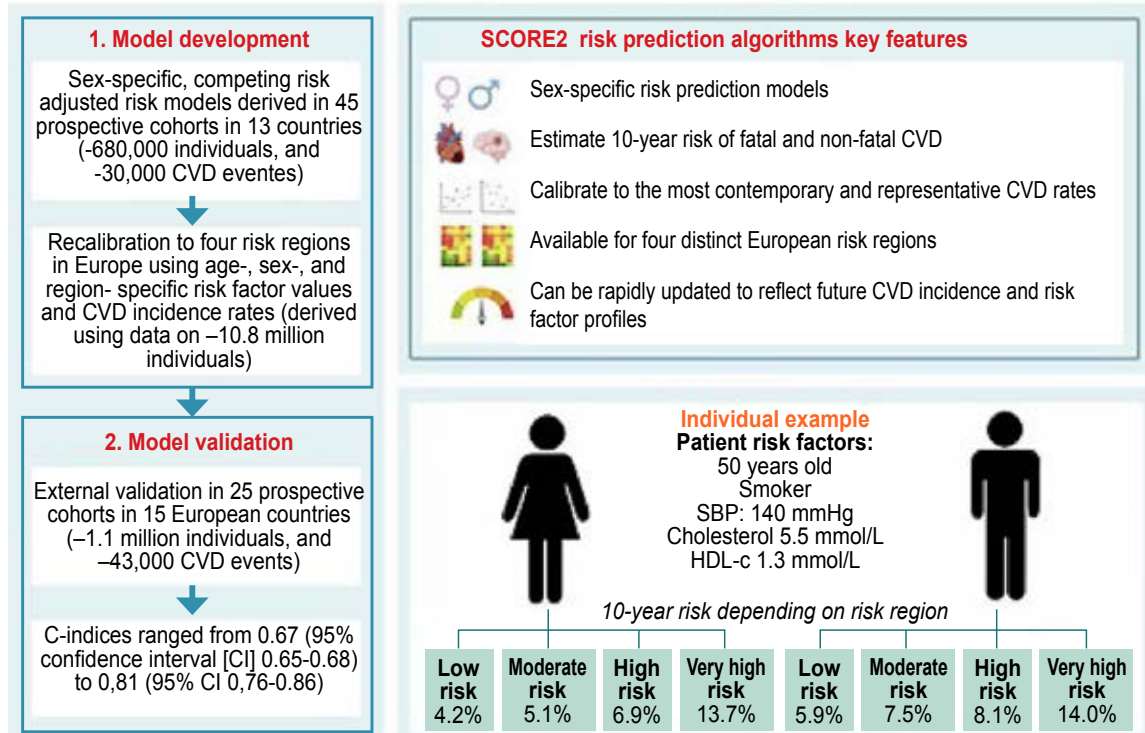 1. Model development
Sex-specific, competing risk
adjusted risk models derived in 45
prospective cohorts in 13 countries
(-680,000 individuals, and
-30,000 CVD eventes)
Recalibration to four risk regions
in Europe using age-, sex-, and
region- specific risk factor values
and CVD incidence rates (derived
using data on –10.8 million
individuals)
2. Model validation
External validation in 25 prospective
cohorts in 15 European countries
(–1.1 million individuals, and
–43,000 CVD events)
C-indices ranged from 0.67 (95%
confidence interval [CI] 0.65-0.68)
to 0,81 (95% CI 0,76-0.86)
SCORE2 risk prediction algorithms key features
Sex-specific risk prediction models
Estimate 10-year risk of fatal and non-fatal CVD
Calibrate to the most contemporary and representative CVD rates
Available for four distinct European risk regions
Can be rapidly updated to reflect future CVD incidence and risk
factor profiles
Individual example
Patient risk factors:
50 years old
Smoker
SBP: 140 mmHg
Cholesterol 5.5 mmol/L
HDL-c 1.3 mmol/L
10-year risk depending on risk region
Low
risk
4.2%
Moderate
risk
5.1%
High
risk
6.9%
Very high
risk
13.7%
Low
risk
5.9%
Moderate
risk
7.5%
High
risk
8.1%
Very high
risk
14.0%